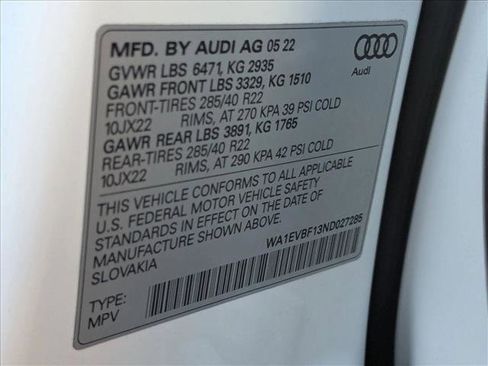 MFD. BY AUDI AG 05 22
GVWR LBS 6471, KG 2935
GAWR FRONT LBS 3329, KG 1510
FRONT-TIRES 285/40 R22
10JX22 RIMS, AT 270 KPA 39 PSI COLD
GAWR REAR LBS 3891, KG 1765
REAR-TIRES 285/40 R22
10JX22 RIMS, AT 290 KPA 42 PSI COLD
THIS VEHICLE CONFORMS TO ALL APPLICABLE
U.S. FEDERAL MOTOR VEHICLE SAFETY
STANDARDS IN EFFECT ON THE DATE OF
MANUFACTURE SHOWN ABOVE.
SLOVAKIA
WA1EVBF13ND027285
TYPE:
MPV
Audi